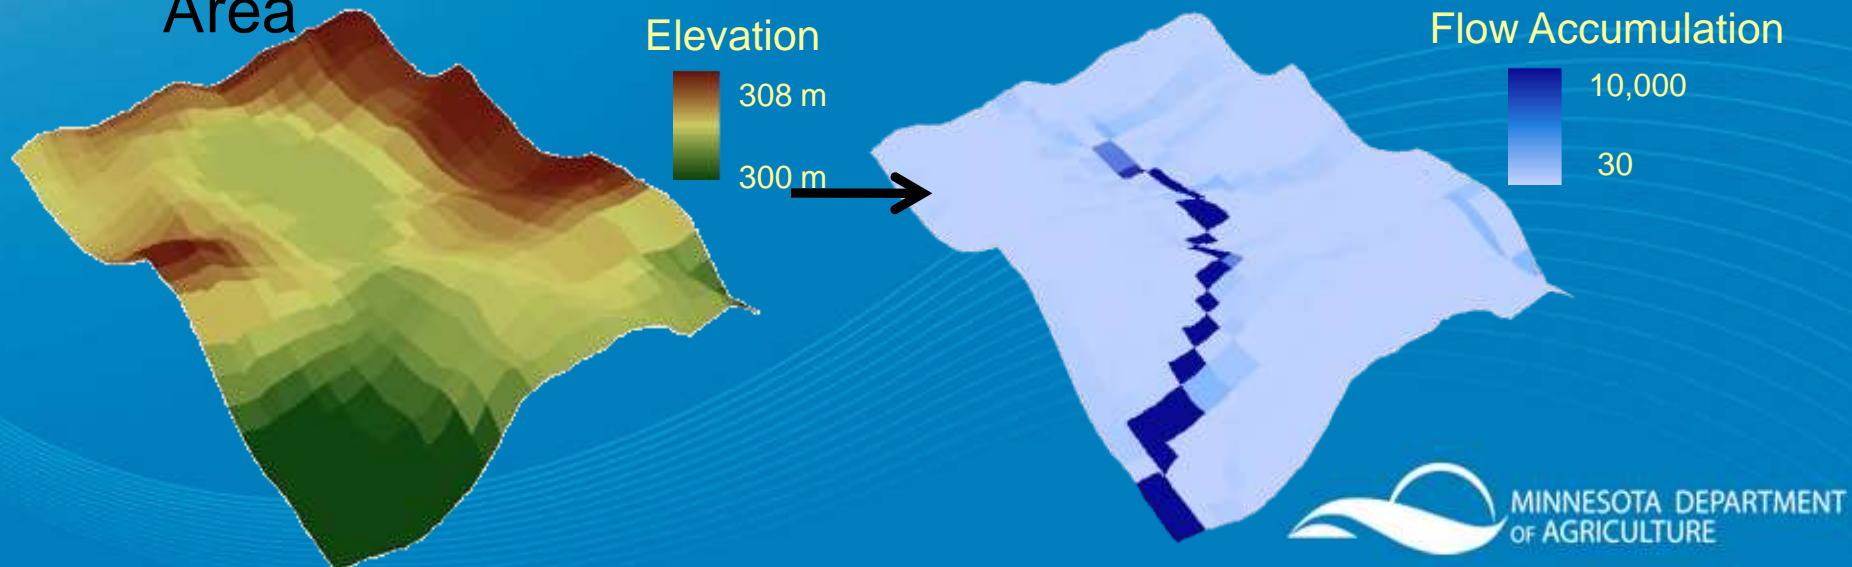 Area
Elevation
308 m
300 m
Flow Accumulation
10,000
30
MINNESOTA DEPARTMENT
OF AGRICULTURE